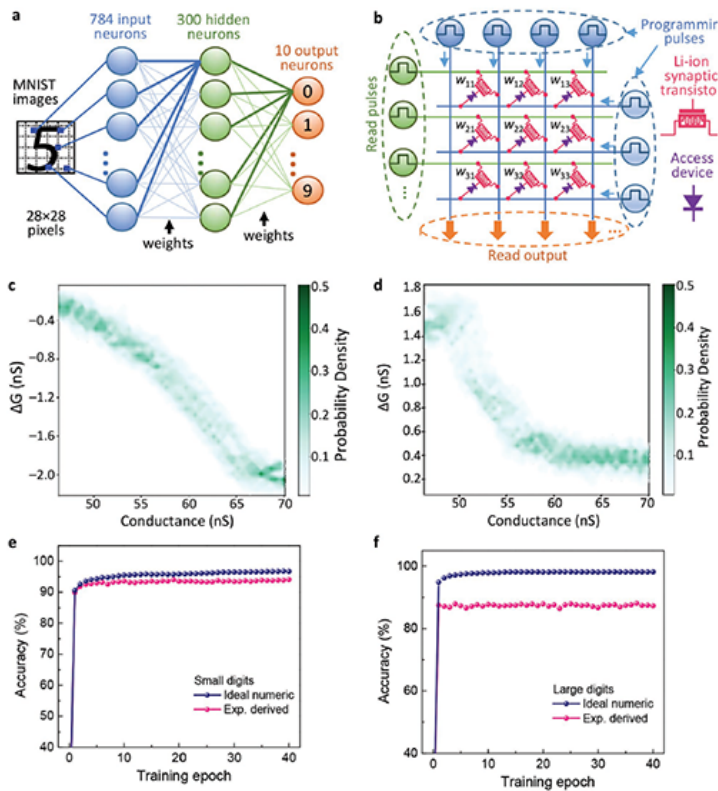 a
784 input
neurons
300 hidden
neurons
10 output
neurons
MNIST
images
5
0
1
9
28×28
pixels
weights
weights
b
Programmir
pulses
Read pulses
Li-ion
synaptic
transisto
Access
device
w11
w12
w13
w21
w22
w23
w31
w32
w33
Read output
c
−0.4
−0.8
−1.2
−1.6
−2.0
ΔG (nS)
50
55
60
65
70
Conductance (nS)
0.5
0.4
0.3
0.2
0.1
Probability Density
d
1.8
1.6
1.4
1.2
1.0
0.8
0.6
0.4
0.2
ΔG (nS)
50
55
60
65
70
Conductance (nS)
0.5
0.4
0.3
0.2
0.1
Probability Density
e
100
90
80
70
60
50
40
Accuracy (%)
Small digits
Ideal numeric
Exp. derived
0
10
20
30
40
Training epoch
f
100
90
80
70
60
50
40
Accuracy (%)
Large digits
Ideal numeric
Exp. derived
0
10
20
30
40
Training epoch